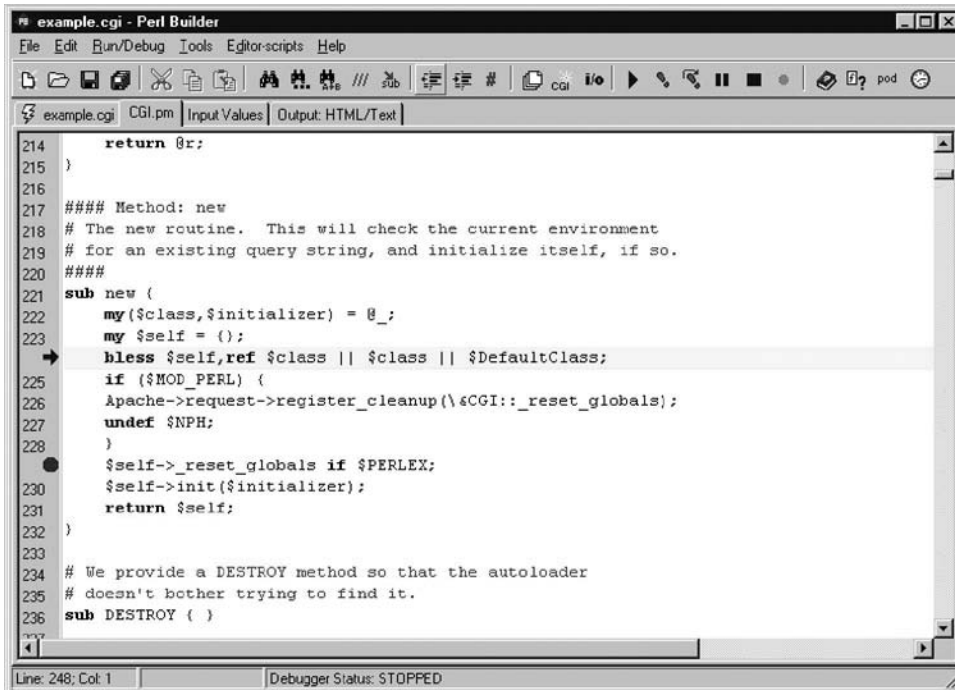 example.cgi - Perl Builder
File Edit Run/Debug Tools Editor-scripts Help
A+B /// ab # CGI i/o f? pod
example.cgi CGI.pm Input Values Output: HTML/Text
214 return @r;
215 }
216
217 #### Method: new
218 # The new routine. This will check the current environment
219 # for an existing query string, and initialize itself, if so.
220 ####
221 sub new {
222 my($class,$initializer) = @_;
223 my $self = {};
bless $self,ref $class || $class || $DefaultClass;
225 if ($MOD_PERL) {
226 Apache->request->register_cleanup(\&CGI::_reset_globals);
227 undef $NPH;
228 }
$self->_reset_globals if $PERLEX;
230 $self->init($initializer);
231 return $self;
232 }
233
234 # We provide a DESTROY method so that the autoloader
235 # doesn't bother trying to find it.
236 sub DESTROY { }
Line: 248; Col: 1 Debugger Status: STOPPED